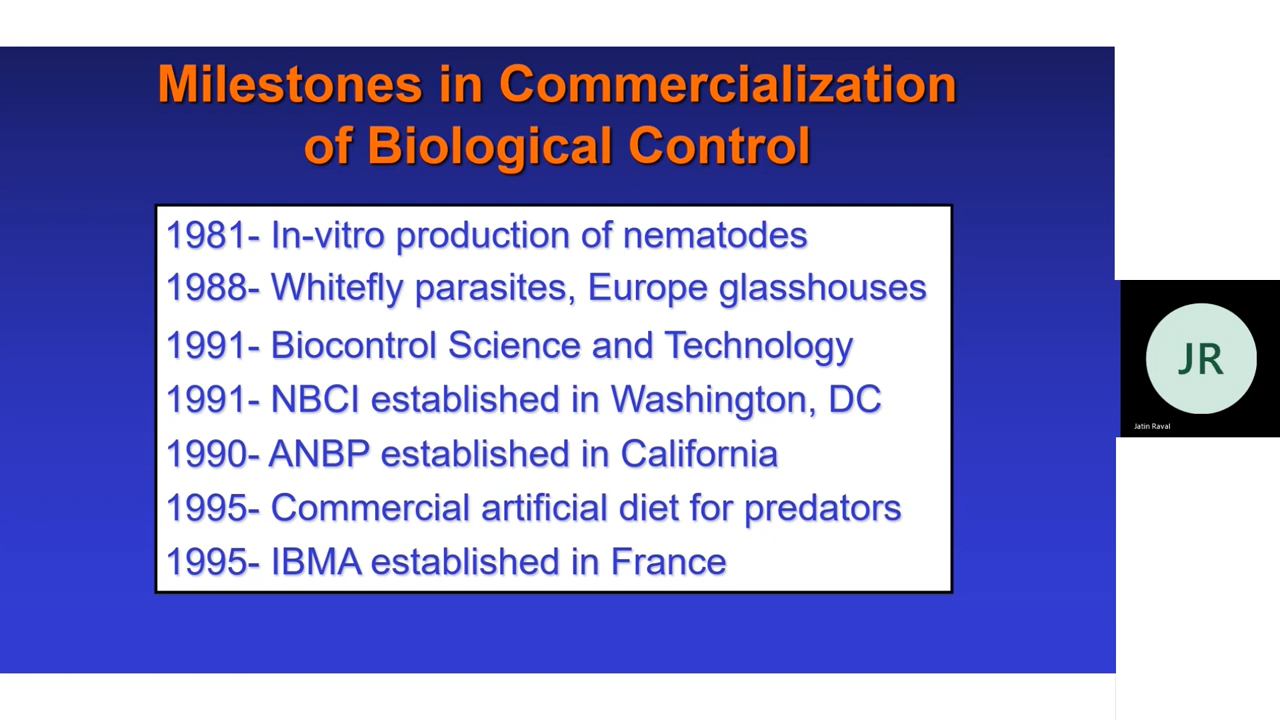 Milestones in Commercialization
of Biological Control
1981- In-vitro production of nematodes
1988- Whitefly parasites, Europe glasshouses
1991- Biocontrol Science and Technology
1991- NBCI established in Washington, DC
1990- ANBP established in California
1995- Commercial artificial diet for predators
1995- IBMA established in France
JR
Jatin Raval